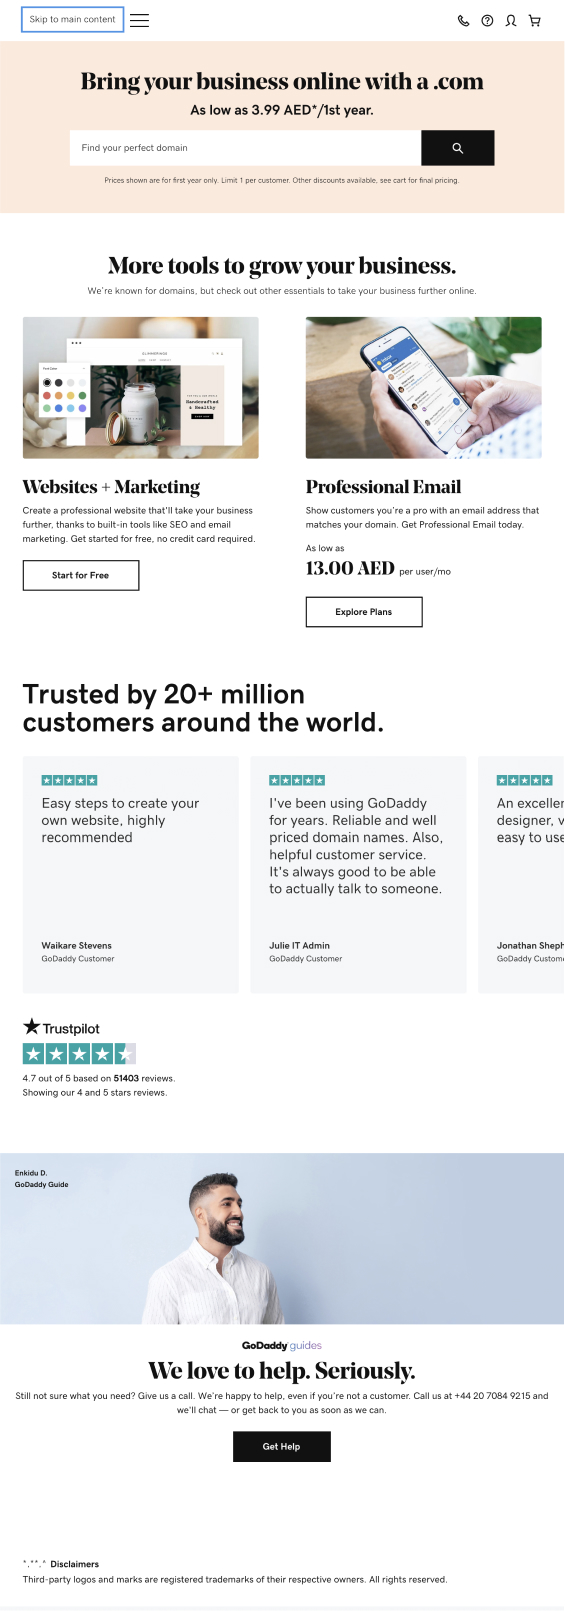 Skip to main content
Bring your business online with a .com
As low as 3.99 AED*/1st year.
Find your perfect domain
Prices shown are for first year only. Limit 1 per customer. Other discounts available, see cart for final pricing.
More tools to grow your business.
We're known for domains, but check out other essentials to take your business further online.
Handcrafted
& Healthy
Websites + Marketing
Create a professional website that'll take your business
further, thanks to built-in tools like SEO and email
marketing. Get started for free, no credit card required.
Start for Free
Professional Email
Show customers you're a pro with an email address that
matches your domain. Get Professional Email today.
As low as
13.00 AED per user/mo
Explore Plans
Trusted by 20+ million
customers around the world.
Easy steps to create your
own website, highly
recommended
Waikare Stevens
GoDaddy Customer
I've been using GoDaddy
for years. Reliable and well
priced domain names. Also,
helpful customer service.
It's always good to be able
to actually talk to someone.
Julie IT Admin
GoDaddy Customer
An excellen
designer, v
easy to use
Jonathan Sheph
GoDaddy Custome
Trustpilot
4.7 out of 5 based on 51403 reviews.
Showing our 4 and 5 stars reviews.
Enkidu D.
GoDaddy Guide
GoDaddy guides
We love to help. Seriously.
Still not sure what you need? Give us a call. We're happy to help, even if you're not a customer. Call us at +44 20 7084 9215 and
we'll chat — or get back to you as soon as we can.
Get Help
*,**,^ Disclaimers
Third-party logos and marks are registered trademarks of their respective owners. All rights reserved.